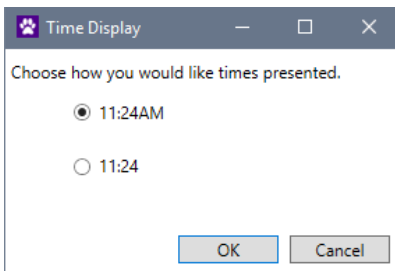 Time Display
Choose how you would like times presented.
11:24AM
11:24
OK Cancel